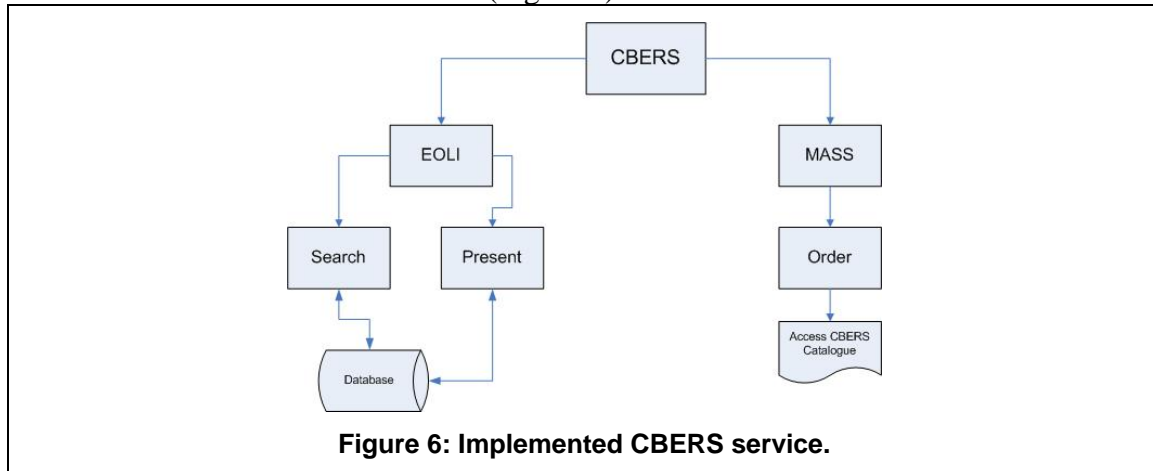 CBERS
EOLI
MASS
Search
Present
Order
Access CBERS
Catalogue
Database
Figure 6: Implemented CBERS service.